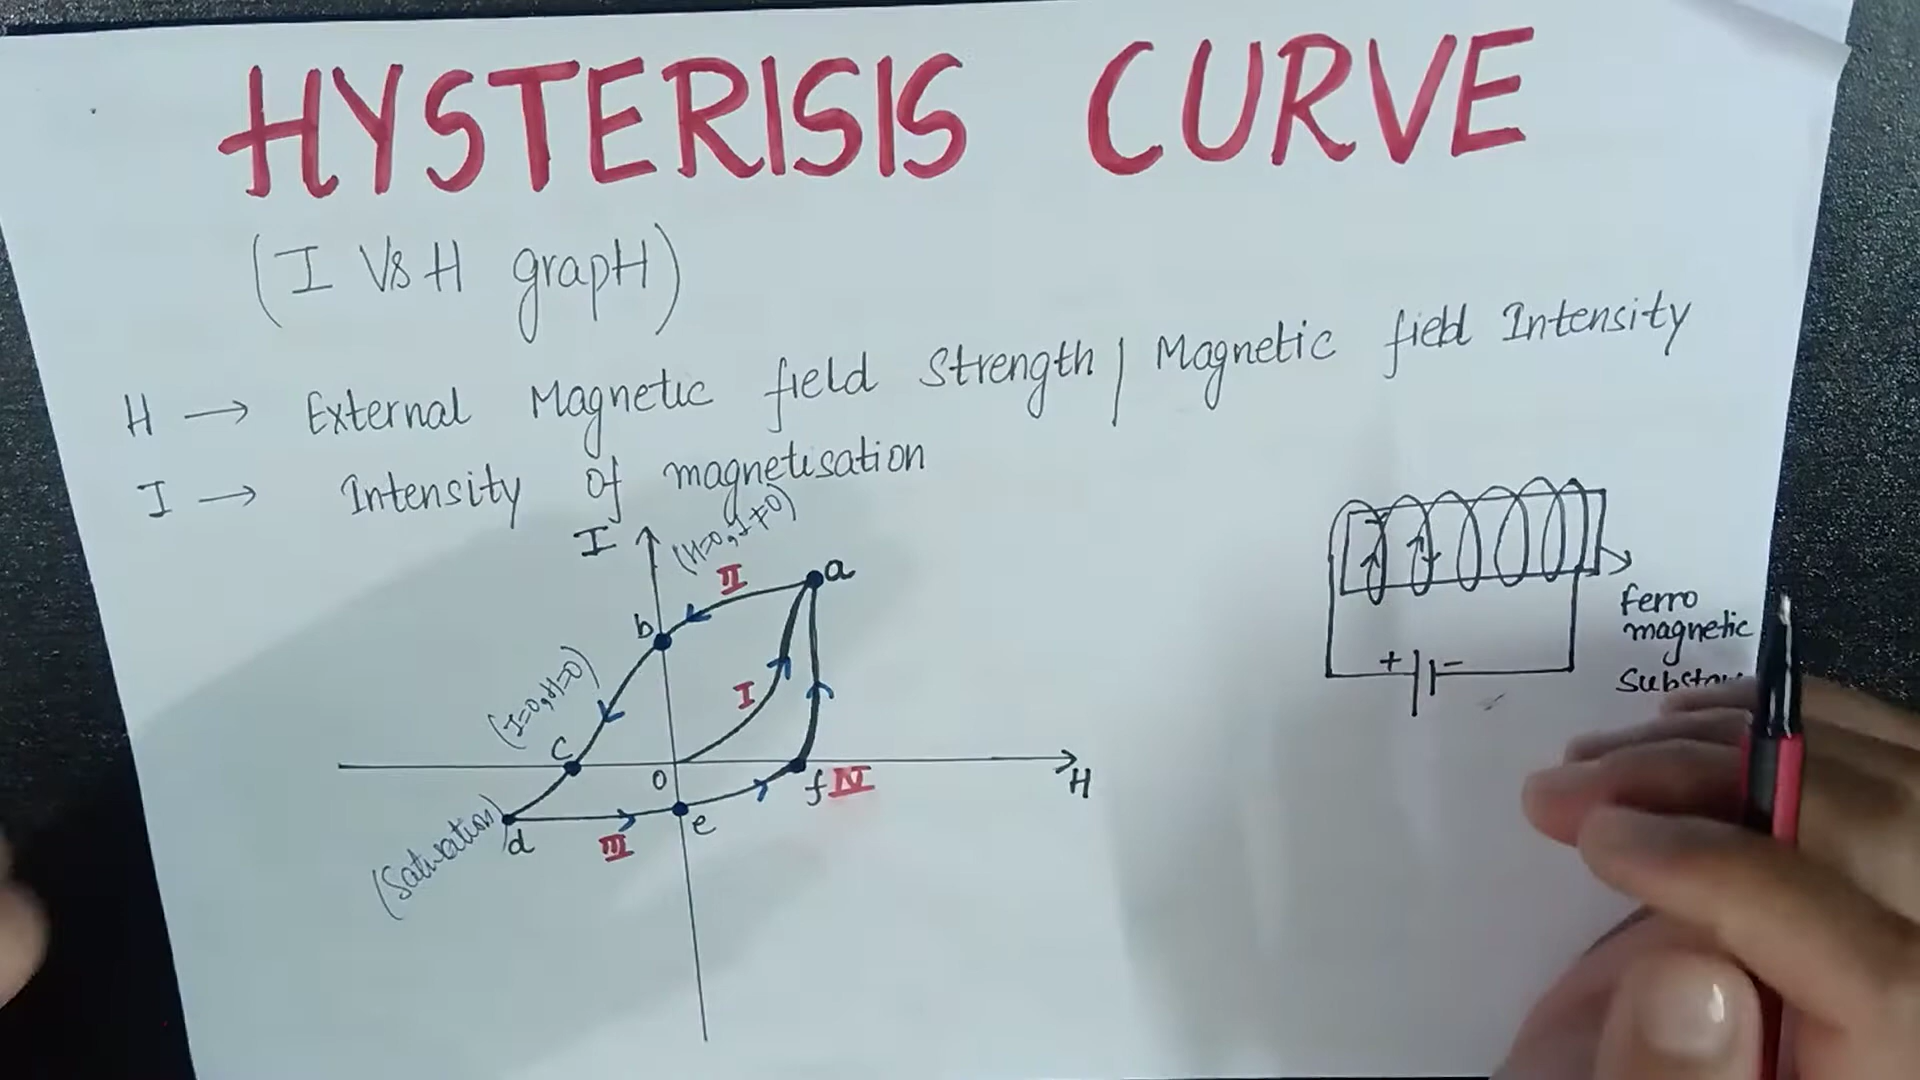 HYSTERISIS CURVE
(I Vs H grapH)
H → External Magnetic field Strength | Magnetic field Intensity
I → Intensity of magnetisation
I
(H=0, I≠0)
II
a
b
I
(I=0, H=0)
c
0
f IV
H
(Saturation)
d
III
e
+ -
ferro
magnetic